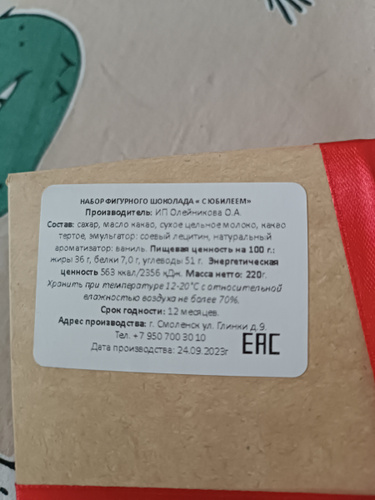 НАБОР ФИГУРНОГО ШОКОЛАДА « С ЮБИЛЕЕМ»
Производитель: ИП Олейникова О.А.
Состав: сахар, масло какао, сухое цельное молоко, какао
тертое, эмульгатор: соевый лецитин, натуральный
ароматизатор: ваниль. Пищевая ценность на 100 г.:
жиры 36 г, белки 7,0 г, углеводы 51 г. Энергетическая
ценность 563 ккал/2356 кДж. Масса нетто: 220г.
Хранить при температуре 12-20°С с относительной
влажностью воздуха не более 70%.
Срок годности: 12 месяцев.
Адрес производства: г. Смоленск ул. Глинки д.9.
Тел. +7 950 700 30 10
Дата производства: 24.09.2023г
ЕАС